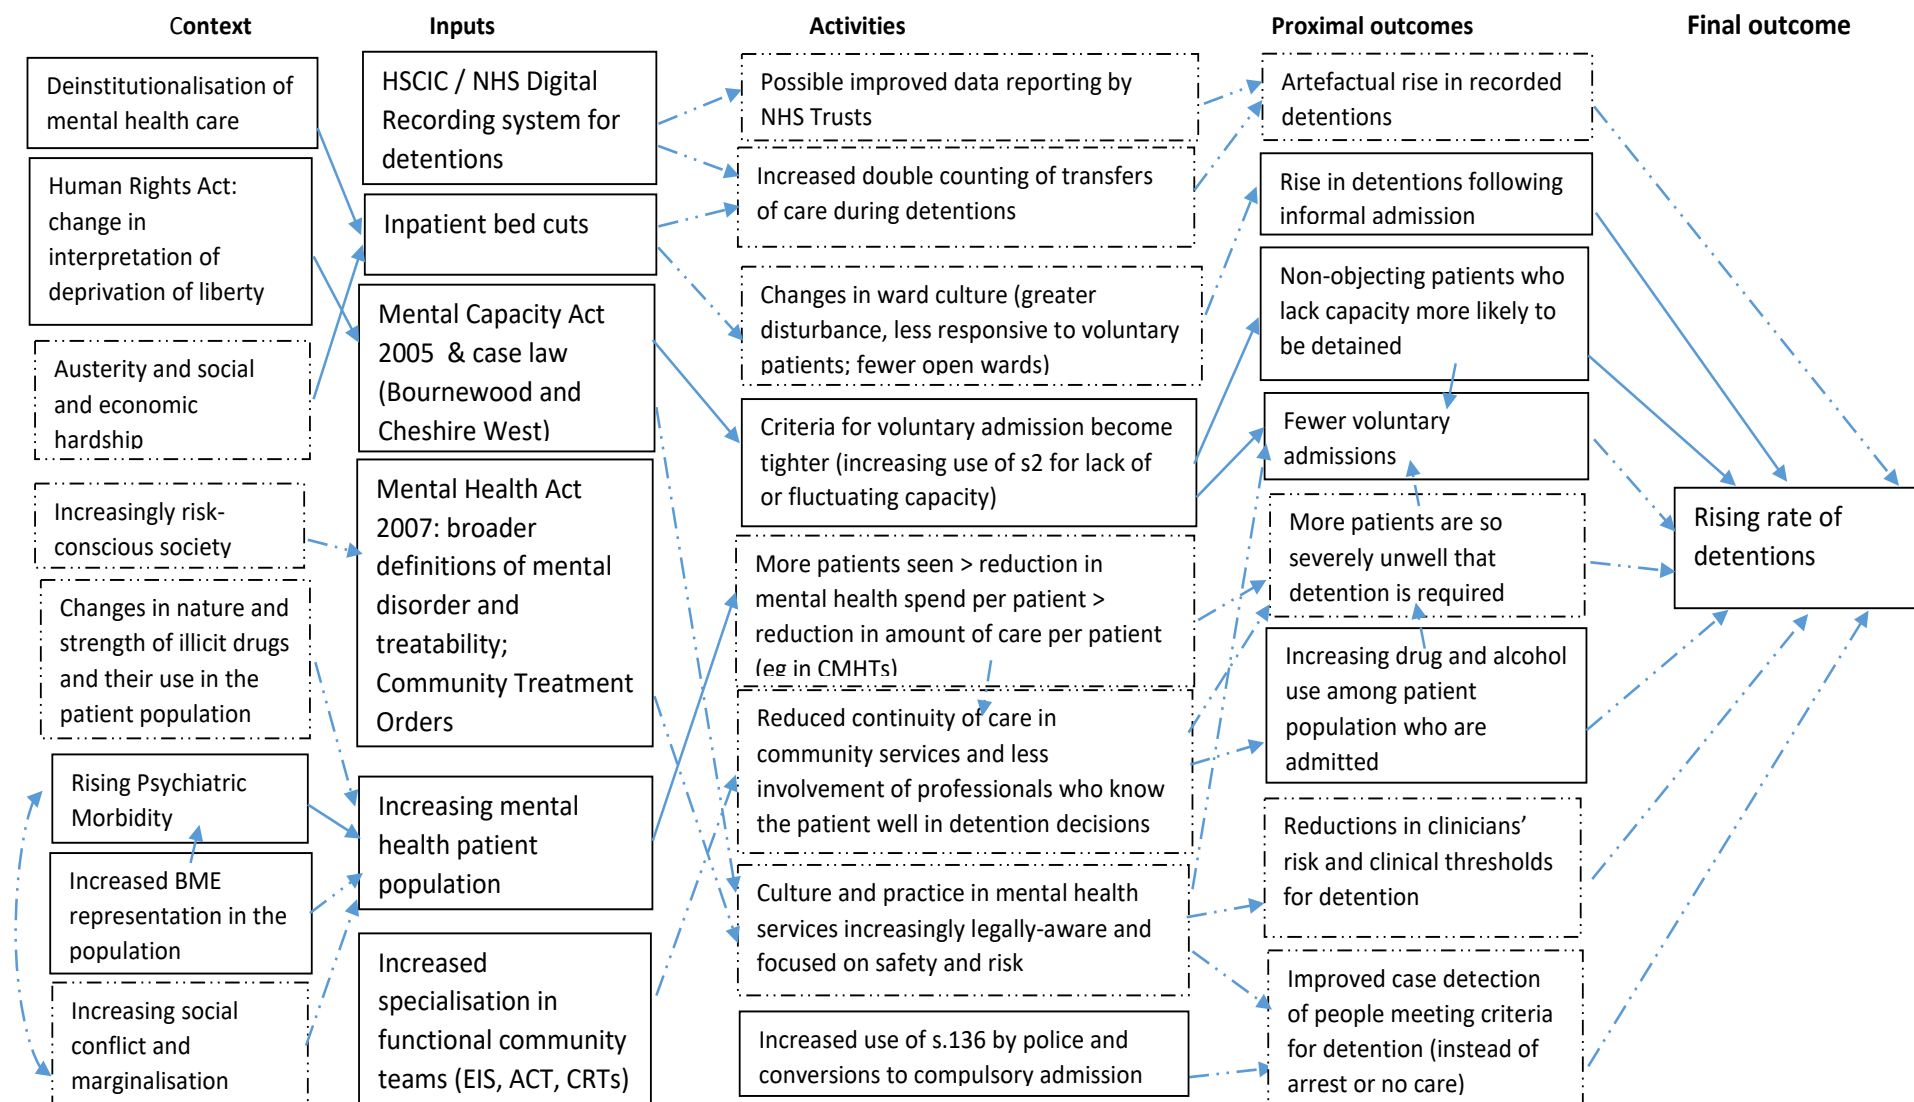 Context
Inputs
Activities
Proximal outcomes
Final outcome
Deinstitutionalisation of
mental health care
Human Rights Act:
change in
interpretation of
deprivation of liberty
Austerity and social
and economic
hardship
Increasingly risk-
conscious society
Changes in nature and
strength of illicit drugs
and their use in the
patient population
Rising Psychiatric
Morbidity
Increased BME
representation in the
population
Increasing social
conflict and
marginalisation
HSCIC / NHS Digital
Recording system for
detentions
Inpatient bed cuts
Mental Capacity Act
2005 & case law
(Bournewood and
Cheshire West)
Mental Health Act
2007: broader
definitions of mental
disorder and
treatability;
Community Treatment
Orders
Increasing mental
health patient
population
Increased
specialisation in
functional community
teams (EIS, ACT, CRTs)
Possible improved data reporting by
NHS Trusts
Increased double counting of transfers
of care during detentions
Changes in ward culture (greater
disturbance, less responsive to voluntary
patients; fewer open wards)
Criteria for voluntary admission become
tighter (increasing use of s2 for lack of
or fluctuating capacity)
More patients seen > reduction in
mental health spend per patient >
reduction in amount of care per patient
(eg in CMHTs)
Reduced continuity of care in
community services and less
involvement of professionals who know
the patient well in detention decisions
Culture and practice in mental health
services increasingly legally-aware and
focused on safety and risk
Increased use of s.136 by police and
conversions to compulsory admission
Artefactual rise in recorded
detentions
Rise in detentions following
informal admission
Non-objecting patients who
lack capacity more likely to
be detained
Fewer voluntary
admissions
More patients are so
severely unwell that
detention is required
Increasing drug and alcohol
use among patient
population who are
admitted
Reductions in clinicians'
risk and clinical thresholds
for detention
Improved case detection
of people meeting criteria
for detention (instead of
arrest or no care)
Rising rate of
detentions